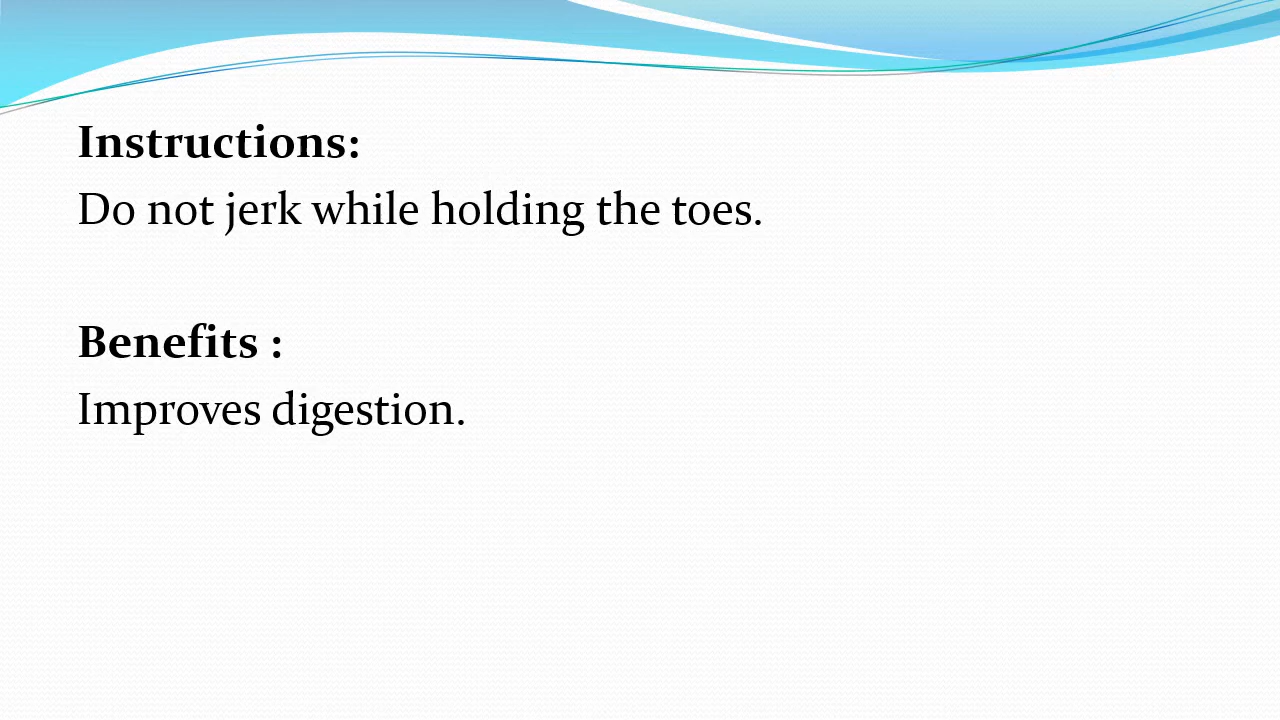 Instructions:
Do not jerk while holding the toes.
Benefits :
Improves digestion.